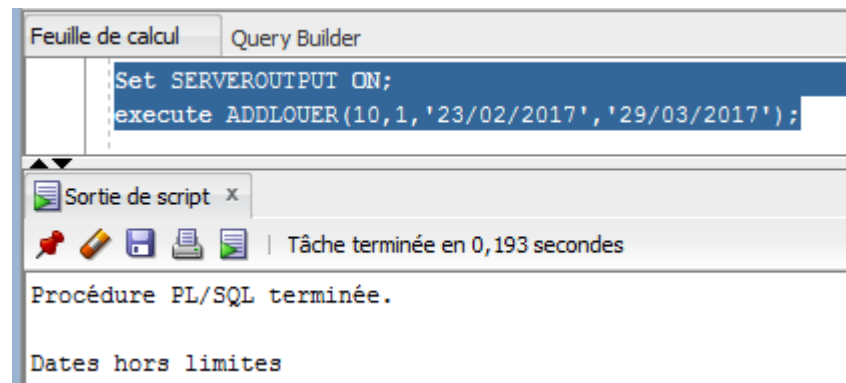 Feuille de calcul Query Builder
Set SERVEROUTPUT ON;
execute ADDLOUER(10,1,'23/02/2017','29/03/2017');
Sortie de script x
Tâche terminée en 0,193 secondes
Procédure PL/SQL terminée.
Dates hors limites